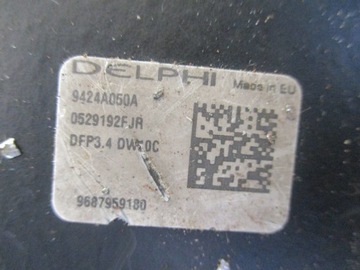 DELPHI
Made in EU
9424A050A
0529192FJR
DFP3.4 DW10C
9687959180